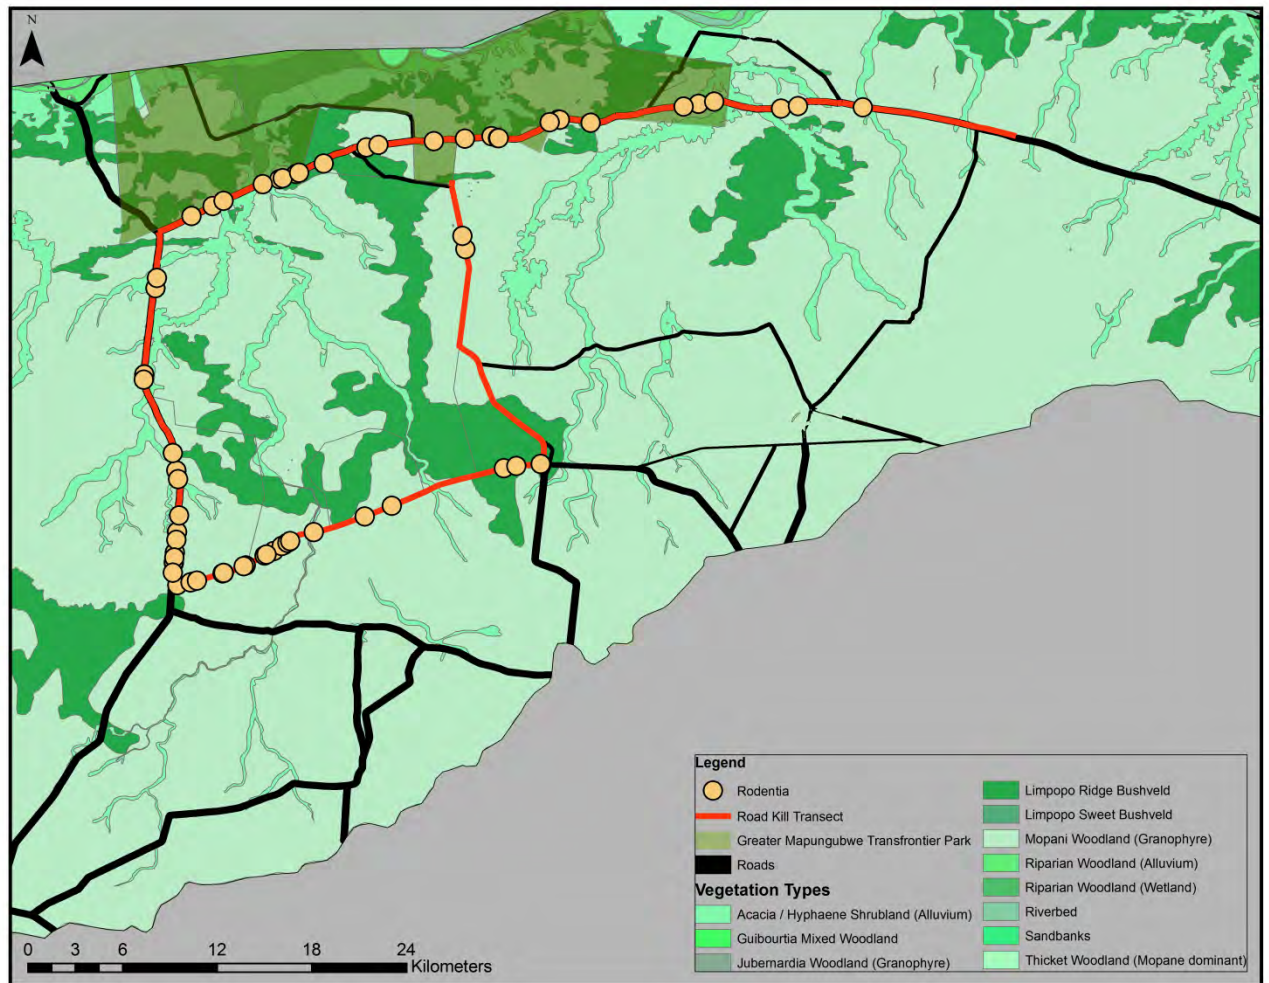 N
Legend
Rodentia
Road Kill Transect
Greater Mapungubwe Transfrontier Park
Roads
Vegetation Types
Acacia / Hyphaene Shrubland (Alluvium)
Guibourtia Mixed Woodland
Jubernardia Woodland (Granophyre)
Limpopo Ridge Bushveld
Limpopo Sweet Bushveld
Mopani Woodland (Granophyre)
Riparian Woodland (Alluvium)
Riparian Woodland (Wetland)
Riverbed
Sandbanks
Thicket Woodland (Mopane dominant)
0 3 6 12 18 24
Kilometers